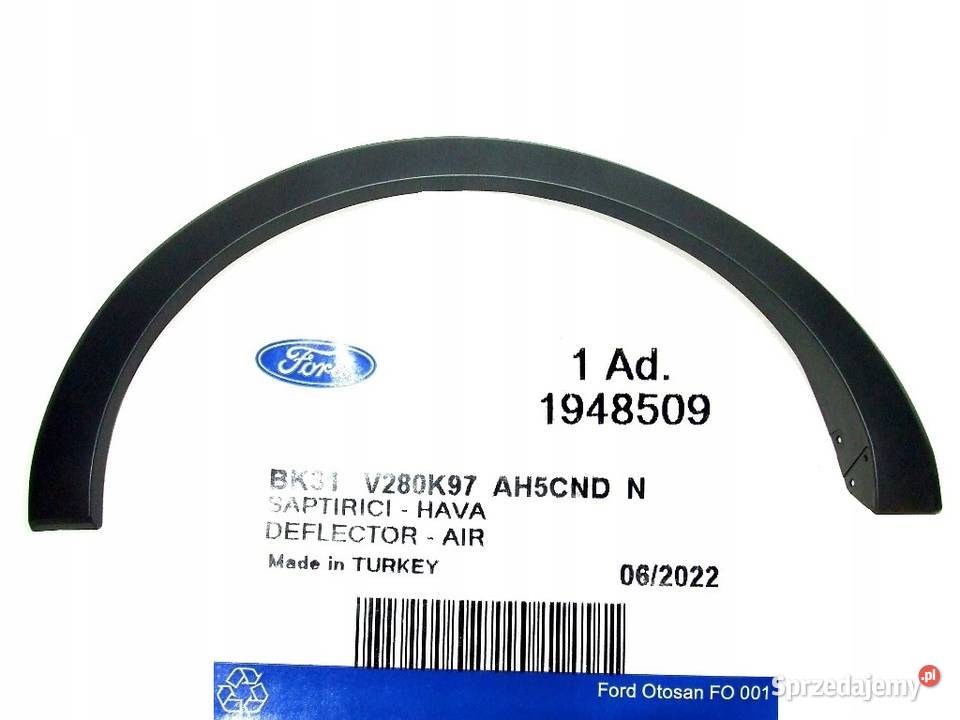 Ford
1 Ad.
1948509
BK31 V280K97 AH5CND N
SAPTIRICI - HAVA
DEFLECTOR - AIR
Made in TURKEY
06/2022
Ford Otosan FO 001
Sprzedajemy.pl